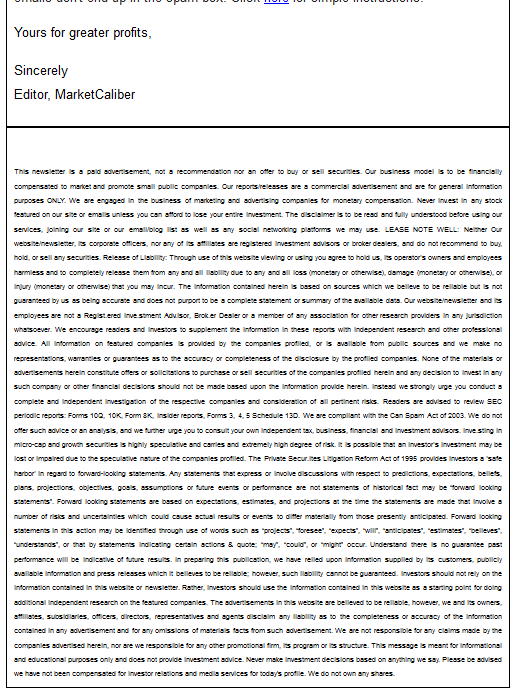 emails don't end up in the spam box. Click here for simple instructions.
Yours for greater profits,
Sincerely
Editor, MarketCaliber
This newsletter is a paid advertisement, not a recommendation nor an offer to buy or sell securities. Our business model is to be financially
compensated to market and promote small public companies. Our reports/releases are a commercial advertisement and are for general information
purposes ONLY. We are engaged in the business of marketing and advertising companies for monetary compensation. Never invest in any stock
featured on our site or emails unless you can afford to lose your entire investment. The disclaimer is to be read and fully understood before using our
services, joining our site or our email/blog list as well as any social networking platforms we may use. LEASE NOTE WELL: Neither Our
website/newsletter, its corporate officers, nor any of its affiliates are registered investment advisors or broker dealers, and do not recommend to buy,
hold, or sell any securities. Release of Liability: Through use of this website viewing or using you agree to hold us, its operator's owners and employees
harmless and to completely release them from any and all liability due to any and all loss (monetary or otherwise), damage (monetary or otherwise), or
injury (monetary or otherwise) that you may incur. The information contained herein is based on sources which we believe to be reliable but is not
guaranteed by us as being accurate and does not purport to be a complete statement or summary of the available data. Our website/newsletter and its
employees are not a Regist.ered Inve.stment Advisor, Brok.er Dealer or a member of any association for other research providers in any jurisdiction
whatsoever. We encourage readers and investors to supplement the information in these reports with independent research and other professional
advice. All information on featured companies is provided by the companies profiled, or is available from public sources and we make no
representations, warranties or guarantees as to the accuracy or completeness of the disclosure by the profiled companies. None of the materials or
advertisements herein constitute offers or solicitations to purchase or sell securities of the companies profiled herein and any decision to invest in any
such company or other financial decisions should not be made based upon the information provide herein. Instead we strongly urge you conduct a
complete and independent investigation of the respective companies and consideration of all pertinent risks. Readers are advised to review SEC
periodic reports: Forms 10Q, 10K, Form 8K, insider reports, Forms 3, 4, 5 Schedule 13D. We are compliant with the Can Spam Act of 2003. We do not
offer such advice or an analysis, and we further urge you to consult your own independent tax, business, financial and investment advisors. Inve.sting in
micro-cap and growth securities is highly speculative and carries and extremely high degree of risk. It is possible that an investor's investment may be
lost or impaired due to the speculative nature of the companies profiled. The Private Secur.ites Litigation Reform Act of 1995 provides investors a 'safe
harbor' in regard to forward-looking statements. Any statements that express or involve discussions with respect to predictions, expectations, beliefs,
plans, projections, objectives, goals, assumptions or future events or performance are not statements of historical fact may be "forward looking
statements". Forward looking statements are based on expectations, estimates, and projections at the time the statements are made that involve a
number of risks and uncertainties which could cause actual results or events to differ materially from those presently anticipated. Forward looking
statements in this action may be identified through use of words such as "projects", "foresee", "expects", "will", "anticipates", "estimates", "believes",
"understands", or that by statements indicating certain actions & quote; "may", "could", or "might" occur. Understand there is no guarantee past
performance will be indicative of future results. In preparing this publication, we have relied upon information supplied by its customers, publicly
available information and press releases which it believes to be reliable; however, such liability cannot be guaranteed. Investors should not rely on the
information contained in this website or newsletter. Rather, investors should use the information contained in this website as a starting point for doing
additional independent research on the featured companies. The advertisements in this website are believed to be reliable, however, we and its owners,
affiliates, subsidiaries, officers, directors, representatives and agents disclaim any liability as to the completeness or accuracy of the information
contained in any advertisement and for any omissions of materials facts from such advertisement. We are not responsible for any claims made by the
companies advertised herein, nor are we responsible for any other promotional firm, its program or its structure. This message is meant for informational
and educational purposes only and does not provide investment advice. Never make investment decisions based on anything we say. Please be advised
we have not been compensated for investor relations and media services for today's profile. We do not own any shares.